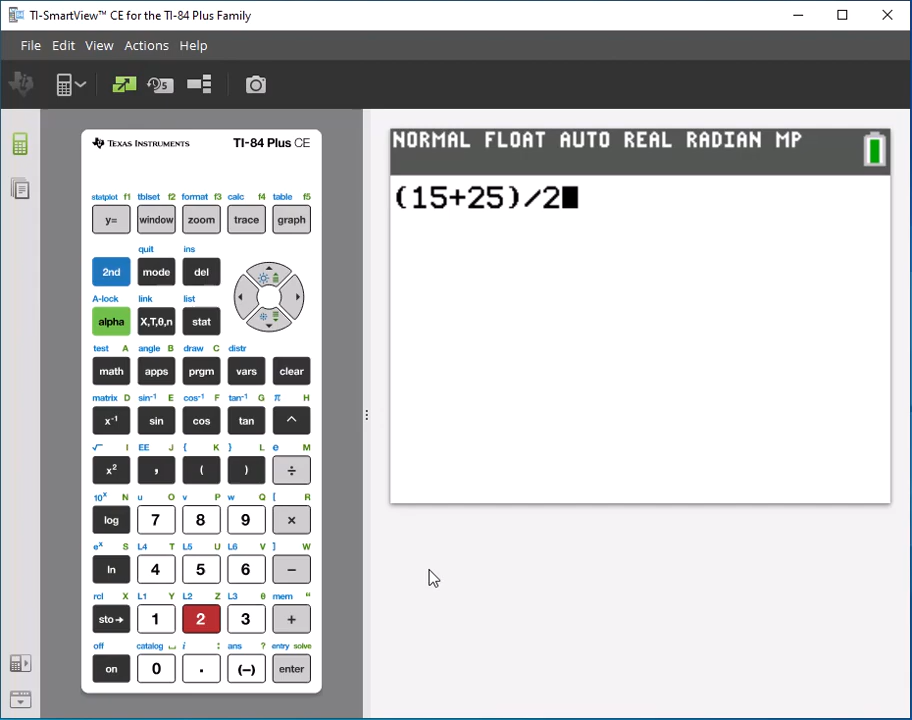 TI-SmartView™ CE for the TI-84 Plus Family
File Edit View Actions Help
TEXAS INSTRUMENTS TI-84 Plus CE
NORMAL FLOAT AUTO REAL RADIAN MP
(15+25)/2
statplot f1 tblset f2 format f3 calc f4 table f5
y= window zoom trace graph
quit ins
2nd mode del
A-lock link list
alpha X,T,θ,n stat
test A angle B draw C distr
math apps prgm vars clear
matrix D sin⁻¹ E cos⁻¹ F tan⁻¹ G π H
x⁻¹ sin cos tan ^
√ I EE J { K } L e M
x² , ( ) ÷
10ˣ N u O v P w Q [ R
log 7 8 9 ×
eˣ S L4 T L5 U L6 V ] W
ln 4 5 6 −
rcl X L1 Y L2 Z L3 θ mem "
sto→ 1 2 3 +
off catalog ⎵ i : ans ? entry solve
on 0 . (−) enter